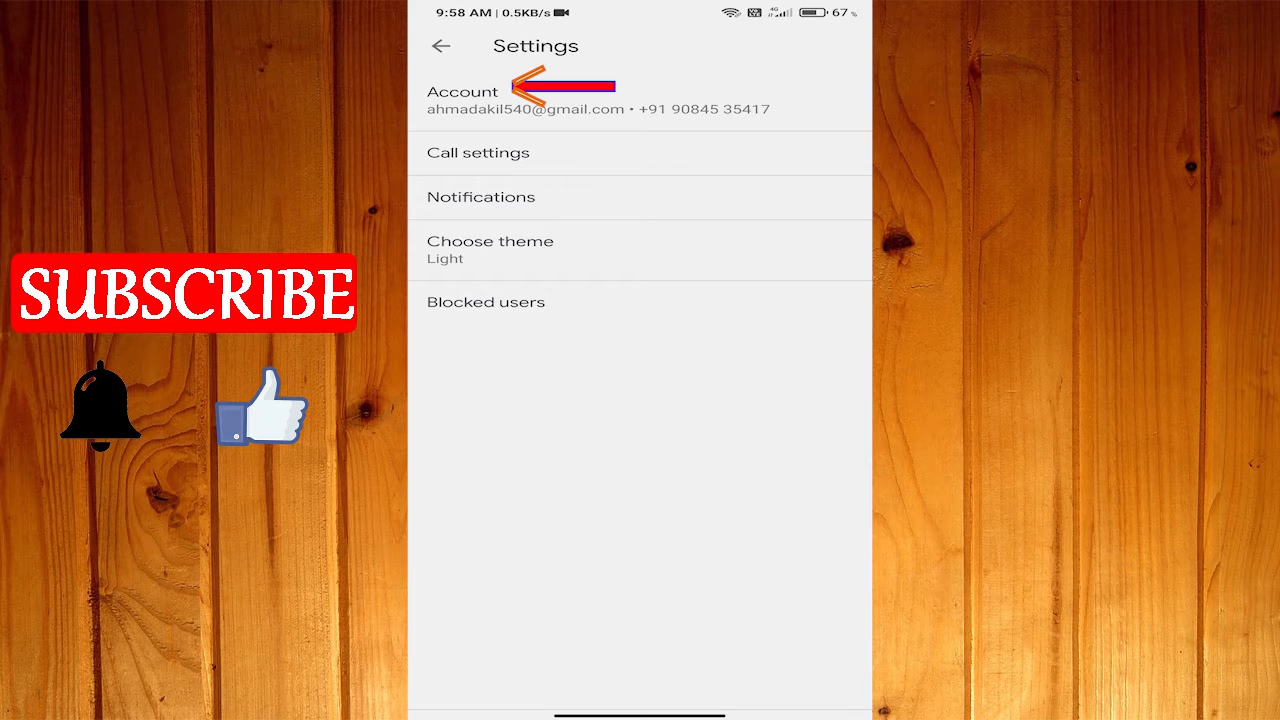 9:58 AM | 0.5KB/s 67 %
Settings
Account
ahmadakil540@gmail.com • +91 90845 35417
Call settings
Notifications
Choose theme
Light
Blocked users
SUBSCRIBE